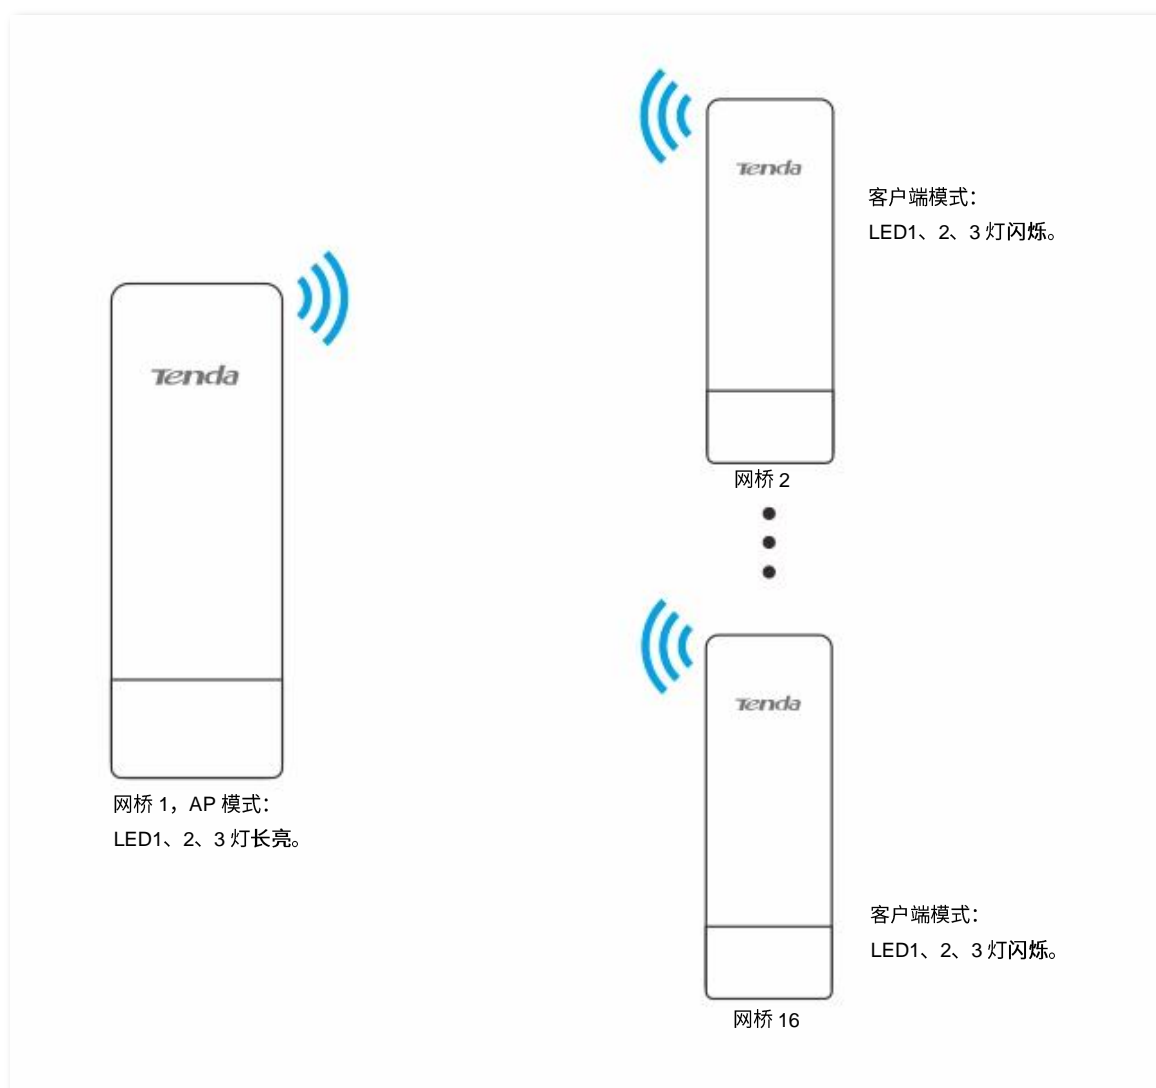 Tenda
客户端模式：
LED1、2、3 灯闪烁。
网桥 2
Tenda
网桥 1，AP 模式：
LED1、2、3 灯长亮。
Tenda
客户端模式：
LED1、2、3 灯闪烁。
网桥 16